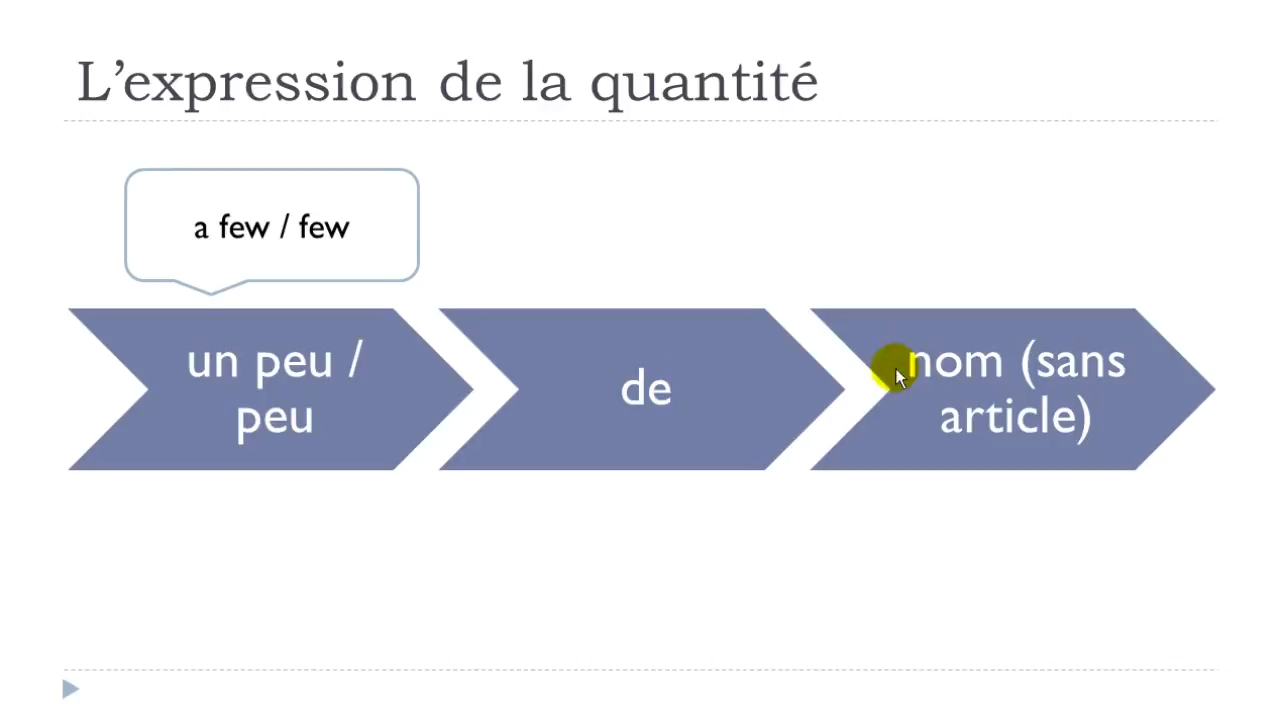 L’expression de la quantité
a few / few
un peu /
peu
de
nom (sans
article)